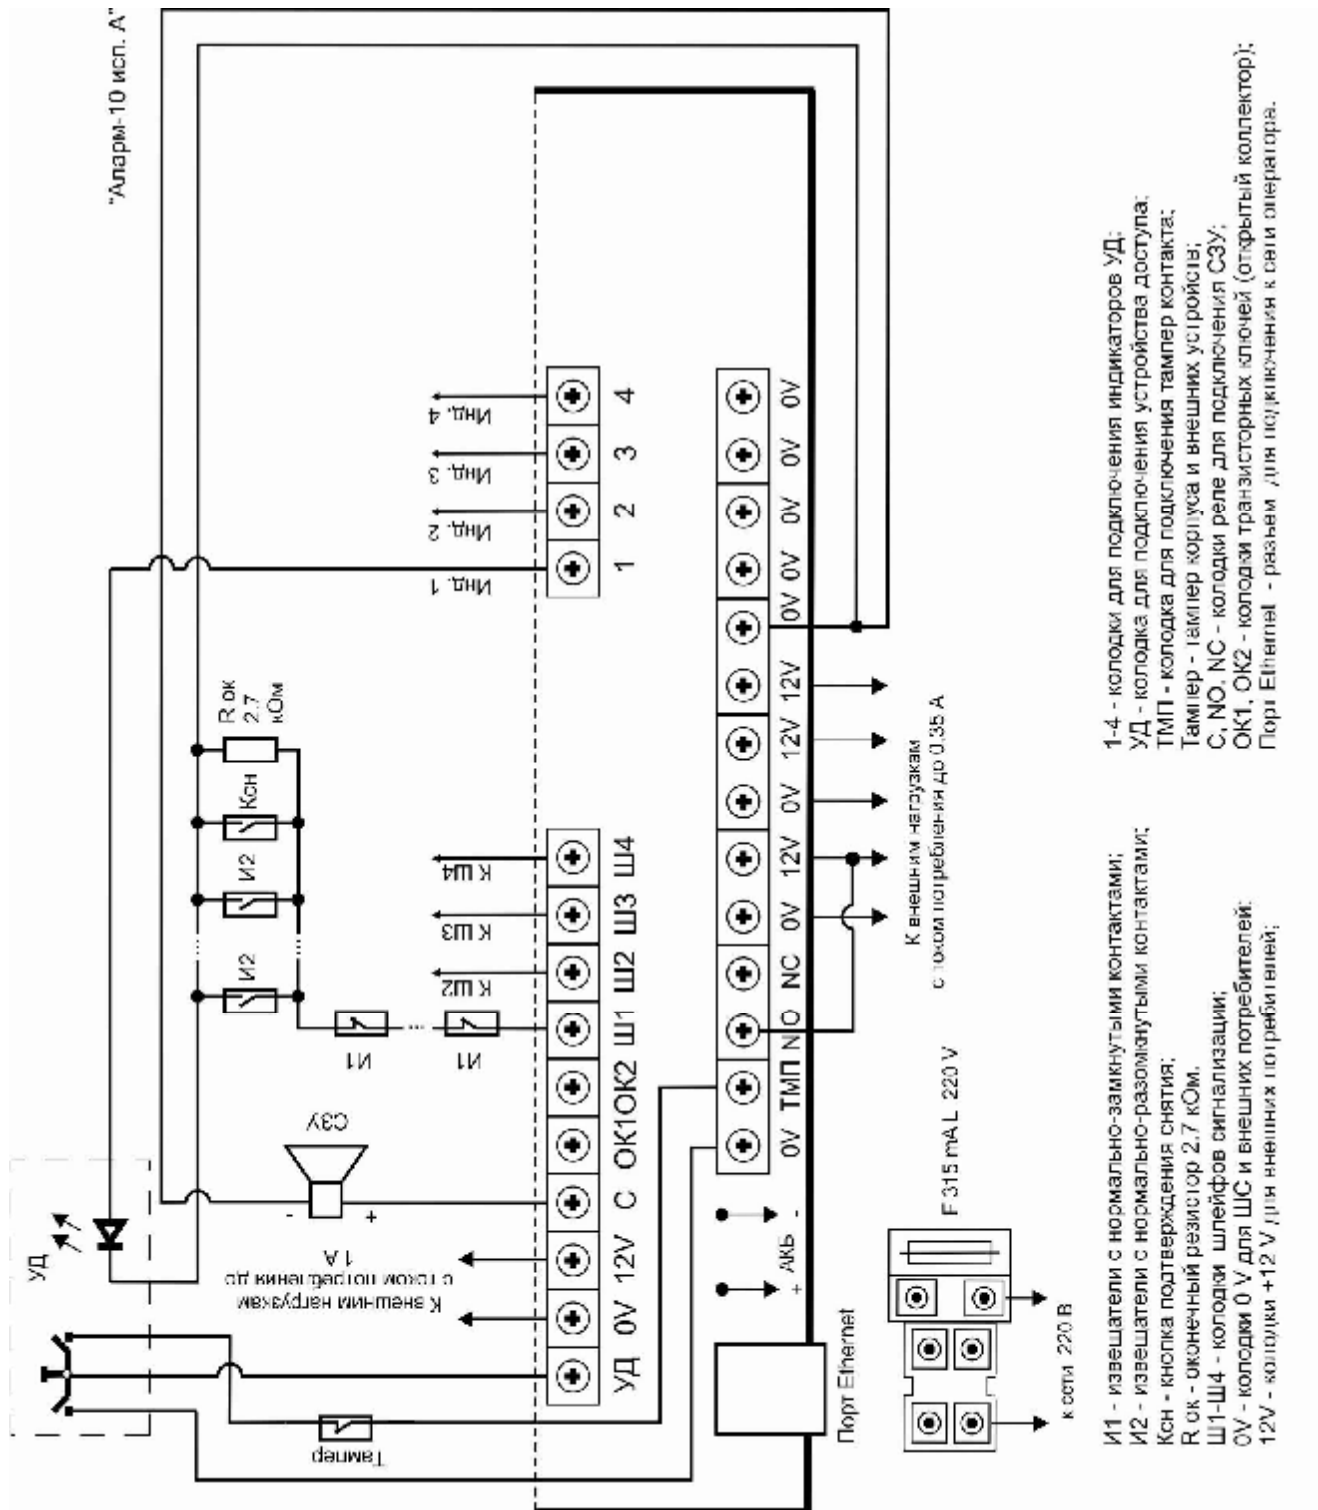 "Аларм-10 исп. А"
УД
СЗУ
-
+
К внешним нагрузкам
с током потребления до
1 А
Тампер
И1
И1
И2
И2
Ксн
R ок
2.7
кОм
К Ш2
К Ш3
К Ш4
Инд. 1
Инд. 2
Инд. 3
Инд. 4
УД 0V 12V C ОК1 ОК2 Ш1 Ш2 Ш3 Ш4
1 2 3 4
0V ТМП NO NC 0V 12V 0V 12V 12V 0V 0V 0V 0V 0V
Порт Ethernet
+ АКБ -
К внешним нагрузкам
с током потребления до 0,35 А
F 315 mA L 220 V
к сети 220 В
И1 - извещатели с нормально-замкнутыми контактами;
И2 - извещатели с нормально-разомкнутыми контактами;
Ксн - кнопка подтверждения снятия;
R ок - оконечный резистор 2.7 кОм.
Ш1-Ш4 - колодки шлейфов сигнализации;
0V - колодки 0 V для ШС и внешних потребителей;
12V - колодки +12 V для внешних потребителей;
1-4 - колодки для подключения индикаторов УД;
УД - колодка для подключения устройства доступа;
ТМП - колодка для подключения тампер контакта;
Тампер - тампер корпуса и внешних устройств;
C, NO, NC - колодки реле для подключения СЗУ;
ОК1, ОК2 - колодки транзисторных ключей (открытый коллектор);
Порт Ethernet - разъем для подключения к сети оператора.